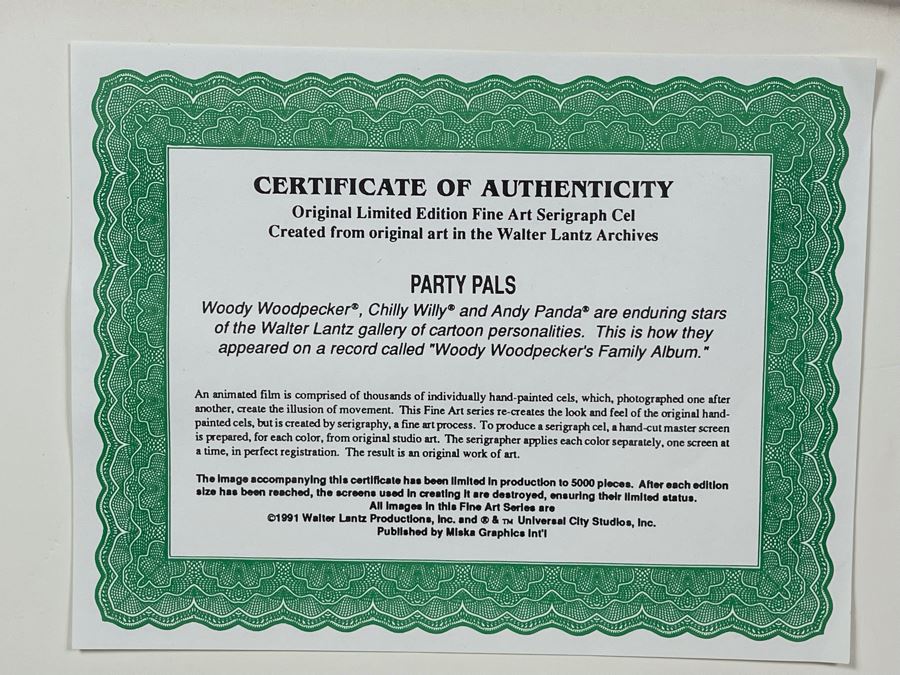 CERTIFICATE OF AUTHENTICITY
Original Limited Edition Fine Art Serigraph Cel
Created from original art in the Walter Lantz Archives
PARTY PALS
Woody Woodpecker®, Chilly Willy® and Andy Panda® are enduring stars
of the Walter Lantz gallery of cartoon personalities. This is how they
appeared on a record called "Woody Woodpecker's Family Album."
An animated film is comprised of thousands of individually hand-painted cels, which, photographed one after
another, create the illusion of movement. This Fine Art series re-creates the look and feel of the original hand-
painted cels, but is created by serigraphy, a fine art process. To produce a serigraph cel, a hand-cut master screen
is prepared, for each color, from original studio art. The serigrapher applies each color separately, one screen at
a time, in perfect registration. The result is an original work of art.
The image accompanying this certificate has been limited in production to 5000 pieces. After each edition
size has been reached, the screens used in creating it are destroyed, ensuring their limited status.
All images in this Fine Art Series are
©1991 Walter Lantz Productions, Inc. and ® & TM Universal City Studios, Inc.
Published by Miska Graphics Int'l